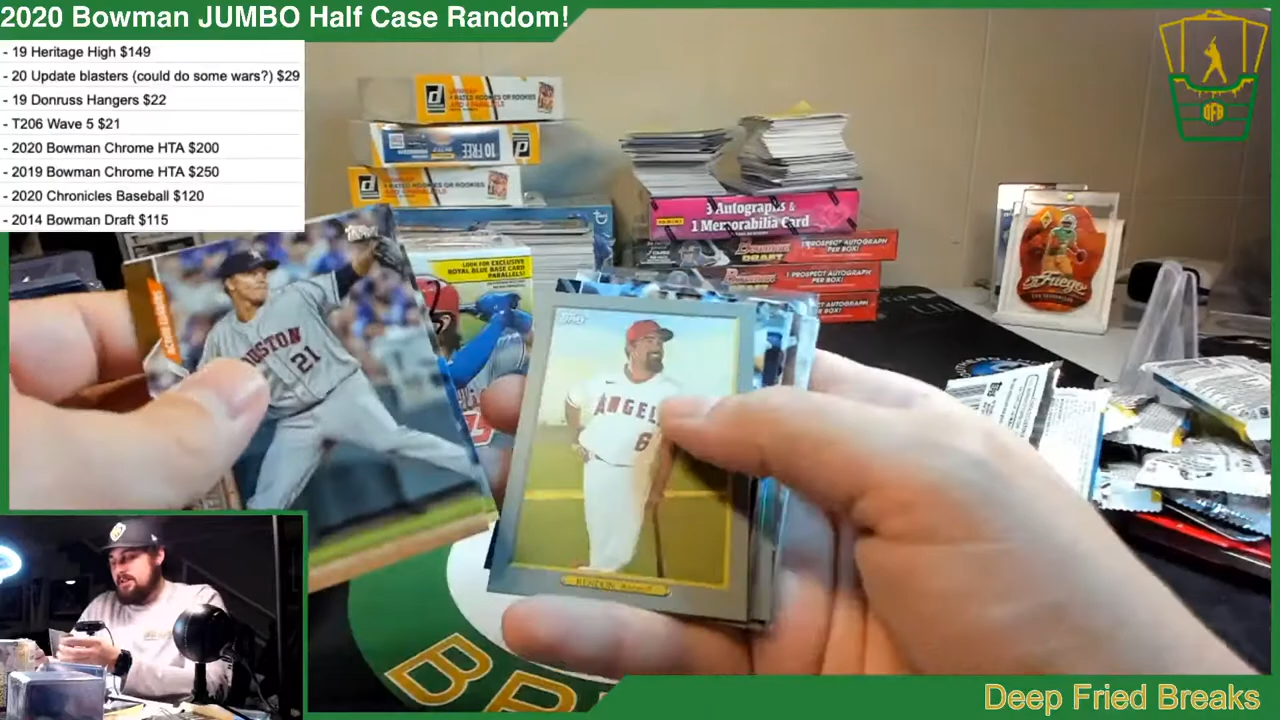 2020 Bowman JUMBO Half Case Random!
- 19 Heritage High $149
- 20 Update blasters (could do some wars?) $29
- 19 Donruss Hangers $22
- T206 Wave 5 $21
- 2020 Bowman Chrome HTA $200
- 2019 Bowman Chrome HTA $250
- 2020 Chronicles Baseball $120
- 2014 Bowman Draft $115
DFB
10 FREE
3 Autographs &
1 Memorabilia Card
Bowman
DRAFT
1 PROSPECT AUTOGRAPH
PER BOX!
Bowman
1 PROSPECT AUTOGRAPH
PER BOX!
PROSPECT AUTOGRAPH
PER BOX!
LOOK FOR EXCLUSIVE
ROYAL BLUE BASE CARD
PARALLELS!
Fuego
HOUSTON
21
Topps
ANGEL
6
RENDON
BR
Deep Fried Breaks